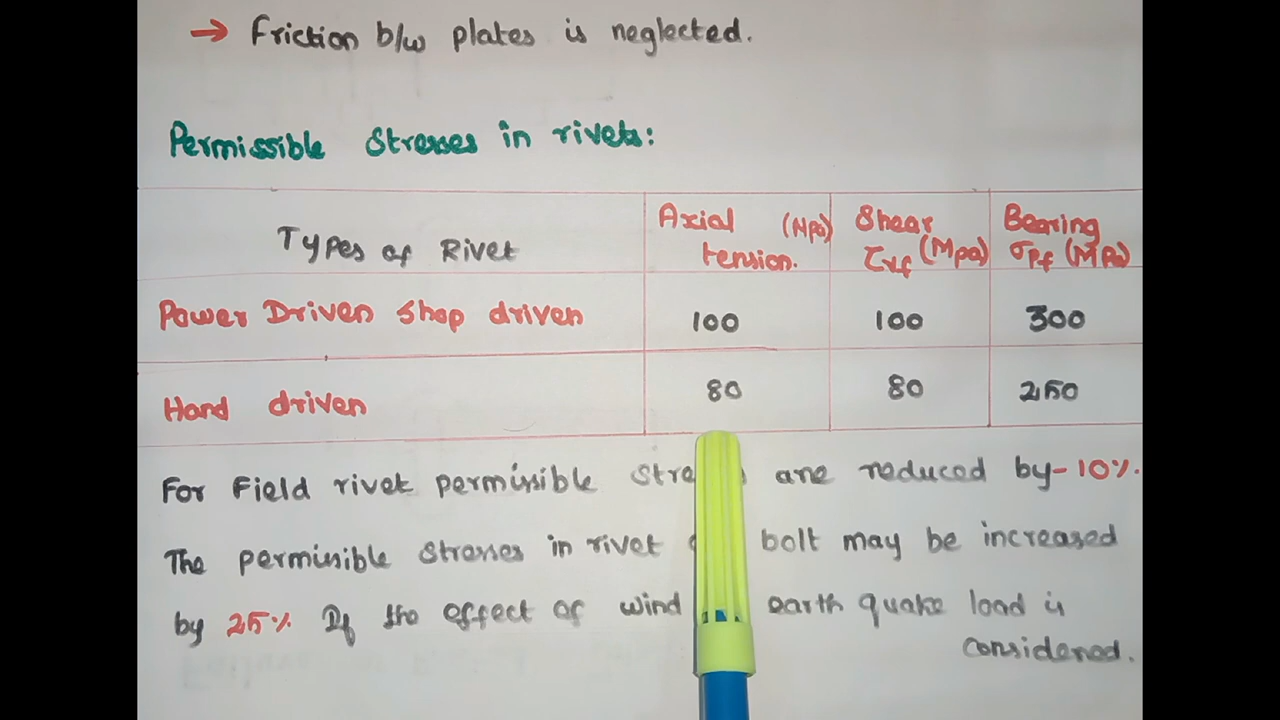 → Friction b/w plates is neglected.
Permissible Stresses in rivets:
Types of Rivet Axial tension. (MPa) Shear τvf (MPa) Bearing σPf (MPa)
Power Driven Shop driven 100 100 300
Hand driven 80 80 250
For Field rivet permissible are reduced by - 10%.
The permissible stresses in rivet bolt may be increased
by 25% If the effect of wind earth quake load is
considered.